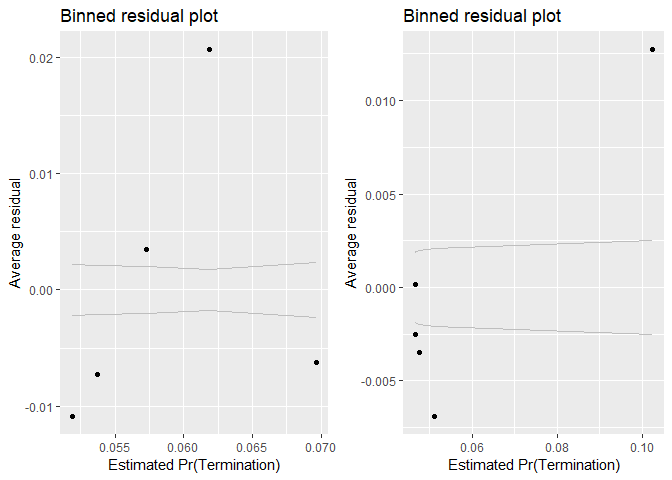 Binned residual plot
Average residual
0.02
0.01
0.00
-0.01
0.055 0.060 0.065 0.070
Estimated Pr(Termination)
Binned residual plot
Average residual
0.010
0.005
0.000
-0.005
0.06 0.08 0.10
Estimated Pr(Termination)